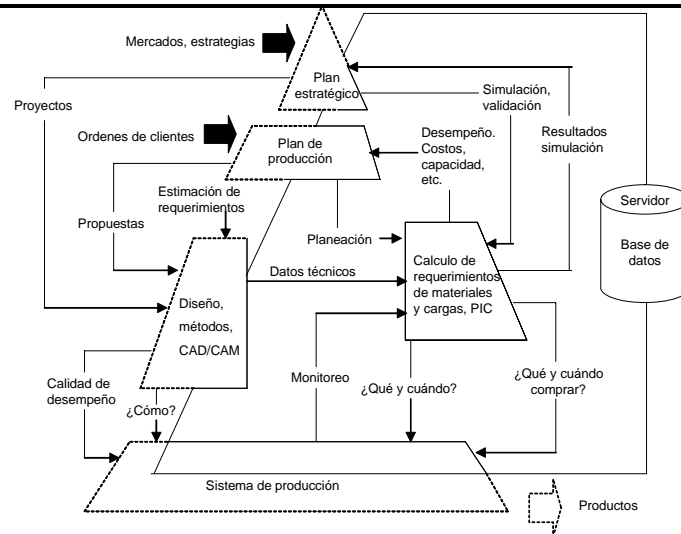 Mercados, estrategias
Plan
estratégico
Proyectos
Simulación,
validación
Ordenes de clientes
Plan de
producción
Desempeño.
Costos,
capacidad,
etc.
Resultados
simulación
Estimación de
requerimientos
Propuestas
Planeación
Servidor
Base de
datos
Datos técnicos
Calculo de
requerimientos
de materiales
y cargas, PIC
Diseño,
métodos,
CAD/CAM
Calidad de
desempeño
¿Cómo?
Monitoreo
¿Qué y cuándo?
¿Qué y cuándo
comprar?
Sistema de producción
Productos